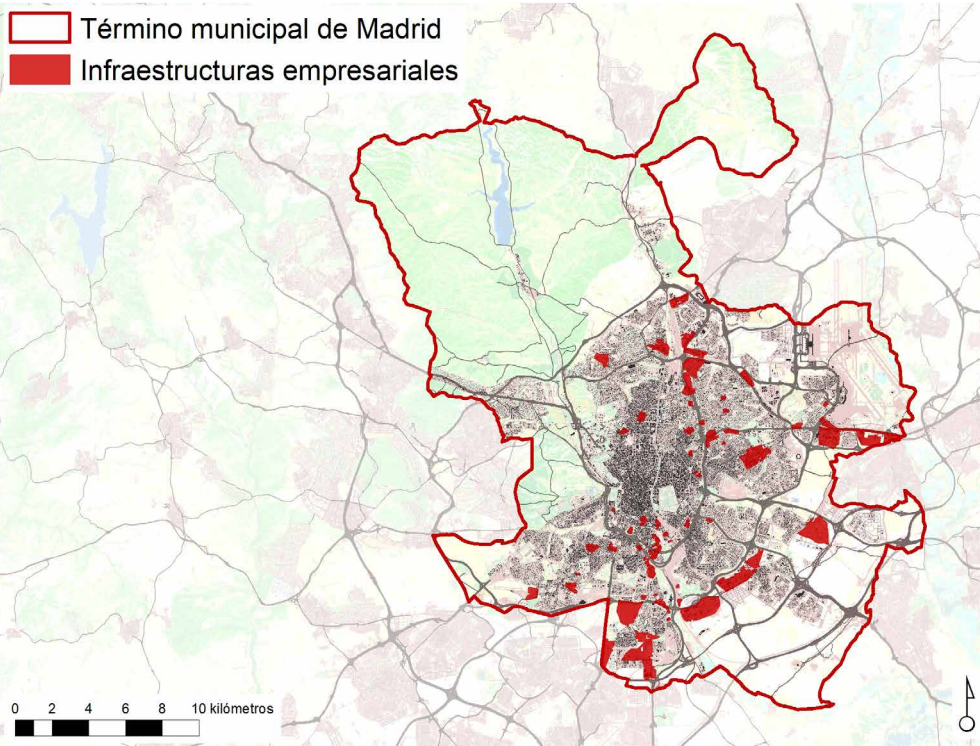 Término municipal de Madrid
Infraestructuras empresariales
0 2 4 6 8 10 kilómetros